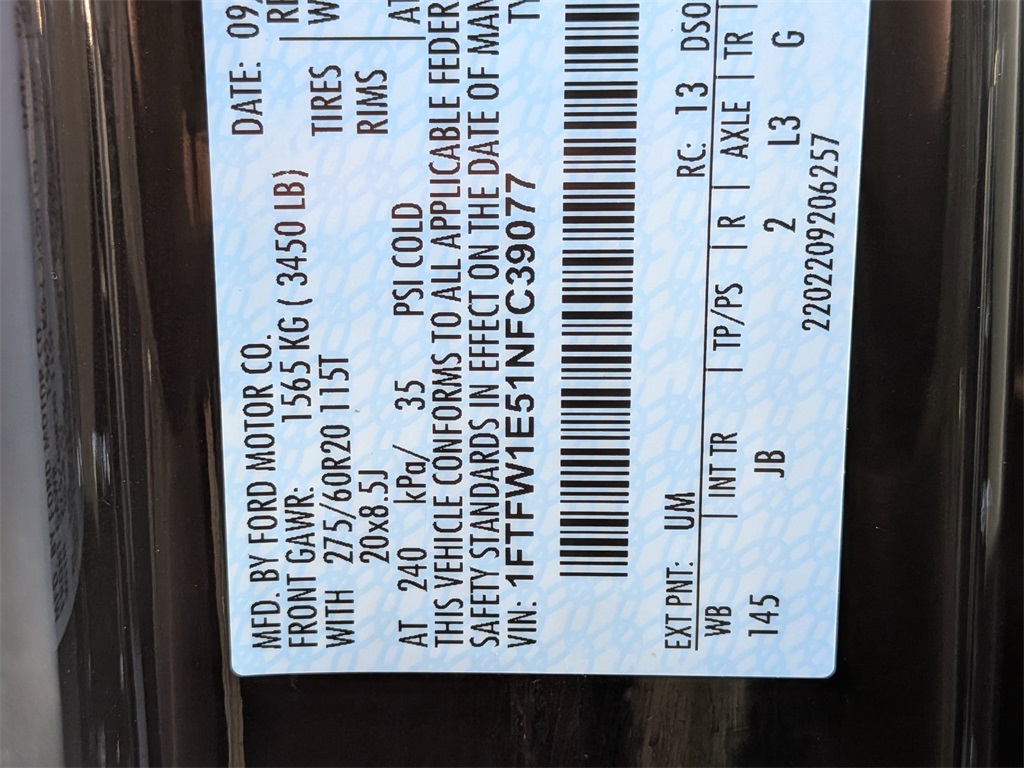 MFD. BY FORD MOTOR CO.
DATE: 09/
FRONT GAWR: 1565 KG ( 3450 LB)
WITH 275/60R20 115T
TIRES
20x8.5J
RIMS
AT 240 kPa/ 35 PSI COLD
AT
THIS VEHICLE CONFORMS TO ALL APPLICABLE FEDER
SAFETY STANDARDS IN EFFECT ON THE DATE OF MAN
VIN: 1FTFW1E51NFC39077
TY
EXT PNT: UM RC: 13 DSO
WB | INT TR | TP/PS | R | AXLE | TR |
145 JB 2 L3 G
2202209206257